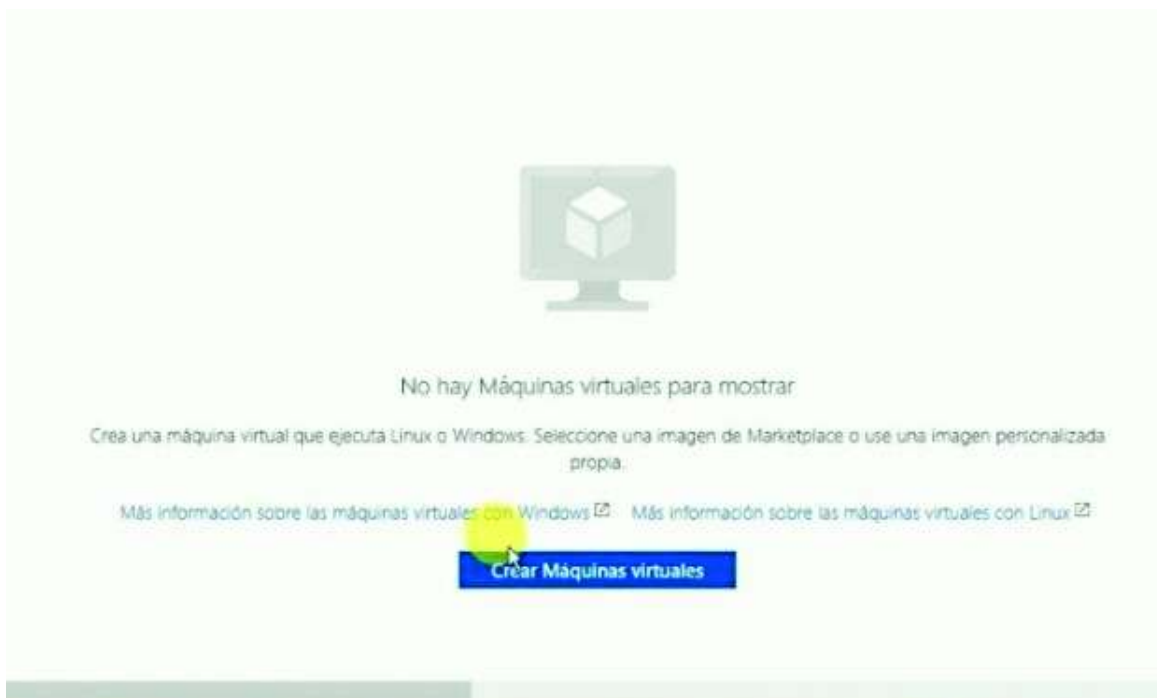 No hay Máquinas virtuales para mostrar
Crea una máquina virtual que ejecuta Linux o Windows. Seleccione una imagen de Marketplace o use una imagen personalizada
propia.
Más información sobre las máquinas virtuales con Windows Más información sobre las máquinas virtuales con Linux
Crear Máquinas virtuales